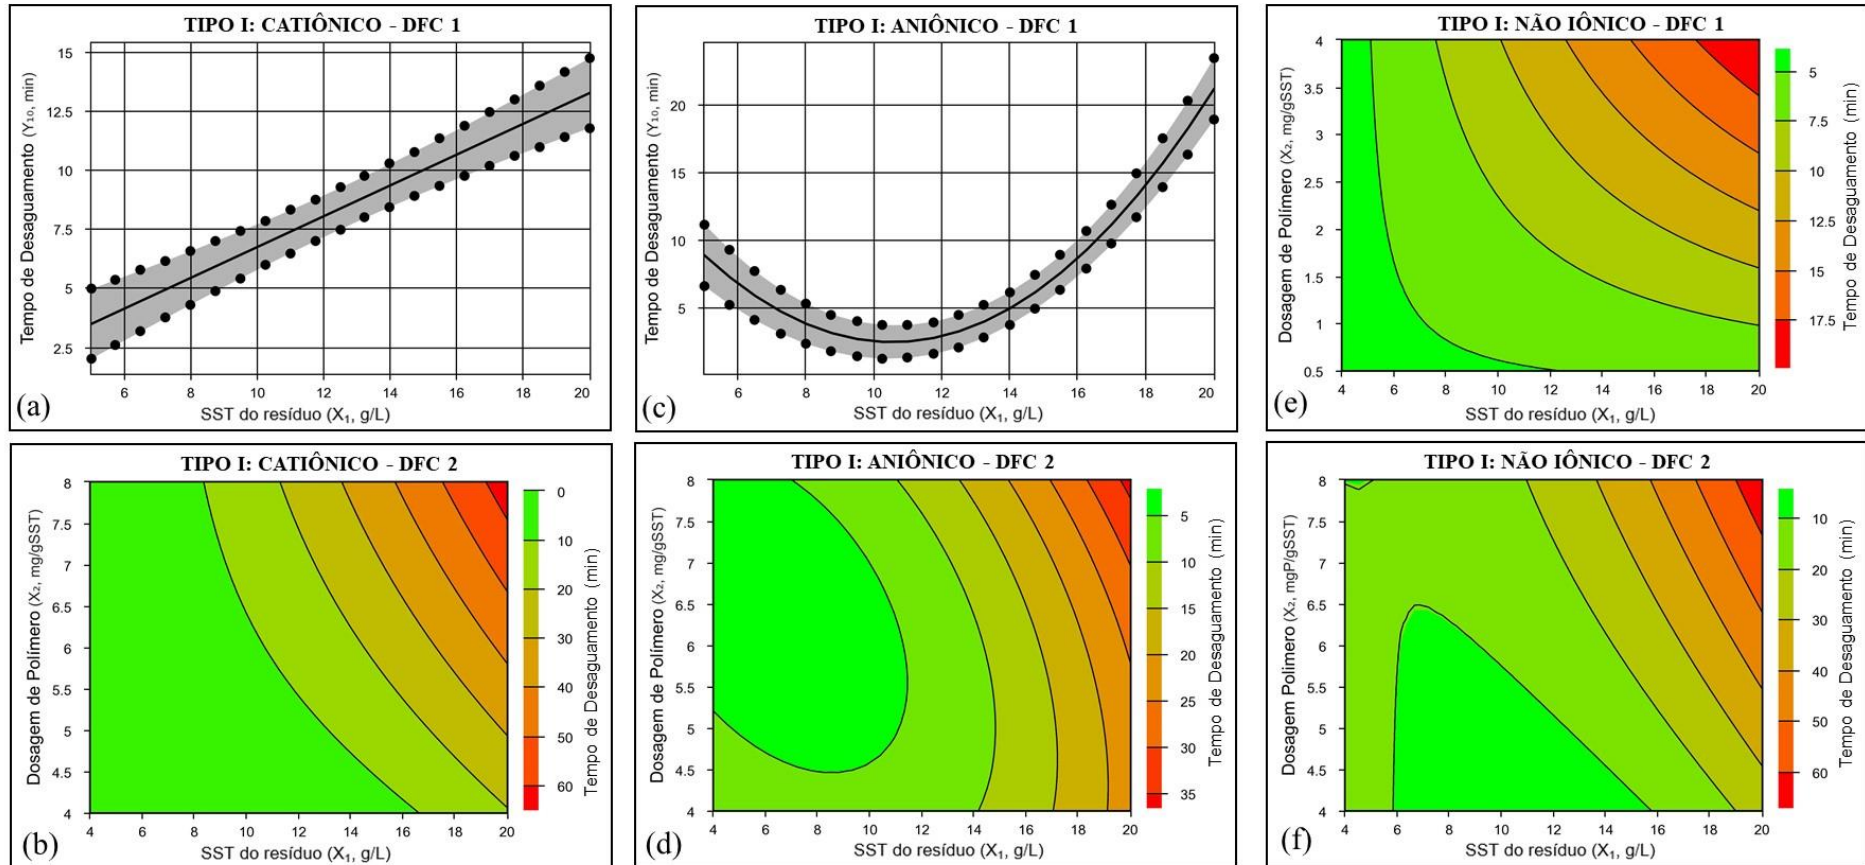 TIPO I: CATIÔNICO - DFC 1
Tempo de Desaguamento (Y₁₀, min)
15
12.5
10
7.5
5
2.5
6 8 10 12 14 16 18 20
SST do resíduo (X₁, g/L)
(a)
TIPO I: ANIÔNICO - DFC 1
Tempo de Desaguamento (Y₁₀, min)
20
15
10
5
6 8 10 12 14 16 18 20
SST do resíduo (X₁, g/L)
(c)
TIPO I: NÃO IÔNICO - DFC 1
Dosagem de Polímero (X₂, mg/gSST)
4
3.5
3
2.5
2
1.5
1
0.5
4 6 8 10 12 14 16 18 20
SST do resíduo (X₁, g/L)
5
7.5
10
12.5
15
17.5
Tempo de Desaguamento (min)
(e)
TIPO I: CATIÔNICO - DFC 2
Dosagem de Polímero (X₂, mg/gSST)
8
7.5
7
6.5
6
5.5
5
4.5
4
4 6 8 10 12 14 16 18 20
SST do resíduo (X₁, g/L)
0
10
20
30
40
50
60
Tempo de Desaguamento (min)
(b)
TIPO I: ANIÔNICO - DFC 2
Dosagem de Polímero (X₂, mg/gSST)
8
7.5
7
6.5
6
5.5
5
4.5
4
4 6 8 10 12 14 16 18 20
SST do resíduo (X₁, g/L)
5
10
15
20
25
30
35
Tempo de Desaguamento (min)
(d)
TIPO I: NÃO IÔNICO - DFC 2
Dosagem Polímero (X₂, mgP/gSST)
8
7.5
7
6.5
6
5.5
5
4.5
4
4 6 8 10 12 14 16 18 20
SST do resíduo (X₁, g/L)
10
20
30
40
50
60
Tempo de Desaguamento (min)
(f)